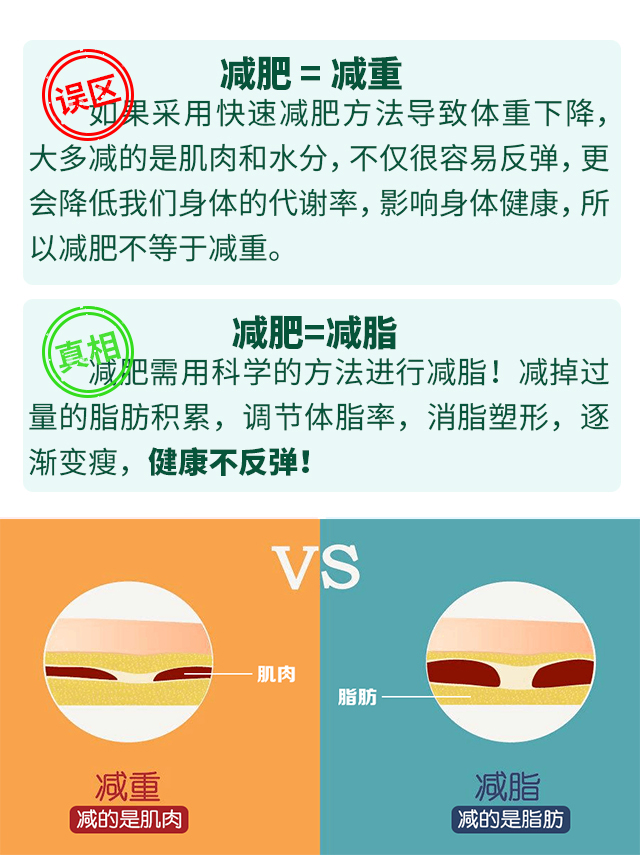 减肥 = 减重
误区
如果采用快速减肥方法导致体重下降，
大多减的是肌肉和水分，不仅很容易反弹，更
会降低我们身体的代谢率，影响身体健康，所
以减肥不等于减重。
减肥=减脂
真相
减肥需用科学的方法进行减脂！减掉过
量的脂肪积累，调节体脂率，消脂塑形，逐
渐变瘦，健康不反弹！
VS
肌肉
脂肪
减重
减的是肌肉
减脂
减的是脂肪